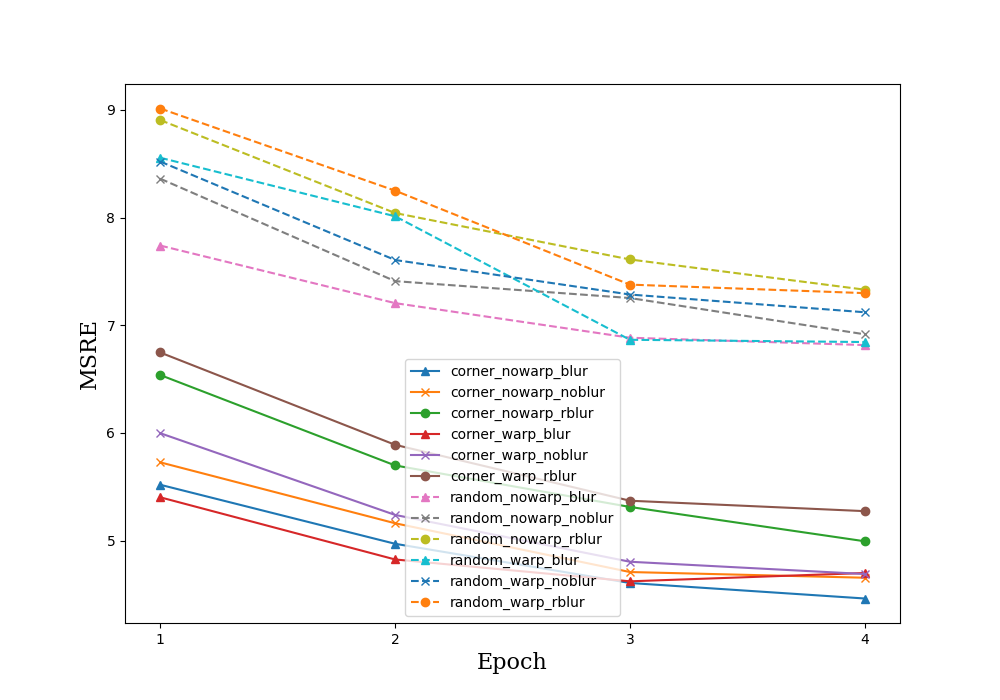 9
8
7
6
5
MSRE
corner_nowarp_blur
corner_nowarp_noblur
corner_nowarp_rblur
corner_warp_blur
corner_warp_noblur
corner_warp_rblur
random_nowarp_blur
random_nowarp_noblur
random_nowarp_rblur
random_warp_blur
random_warp_noblur
random_warp_rblur
1 2 3 4
Epoch